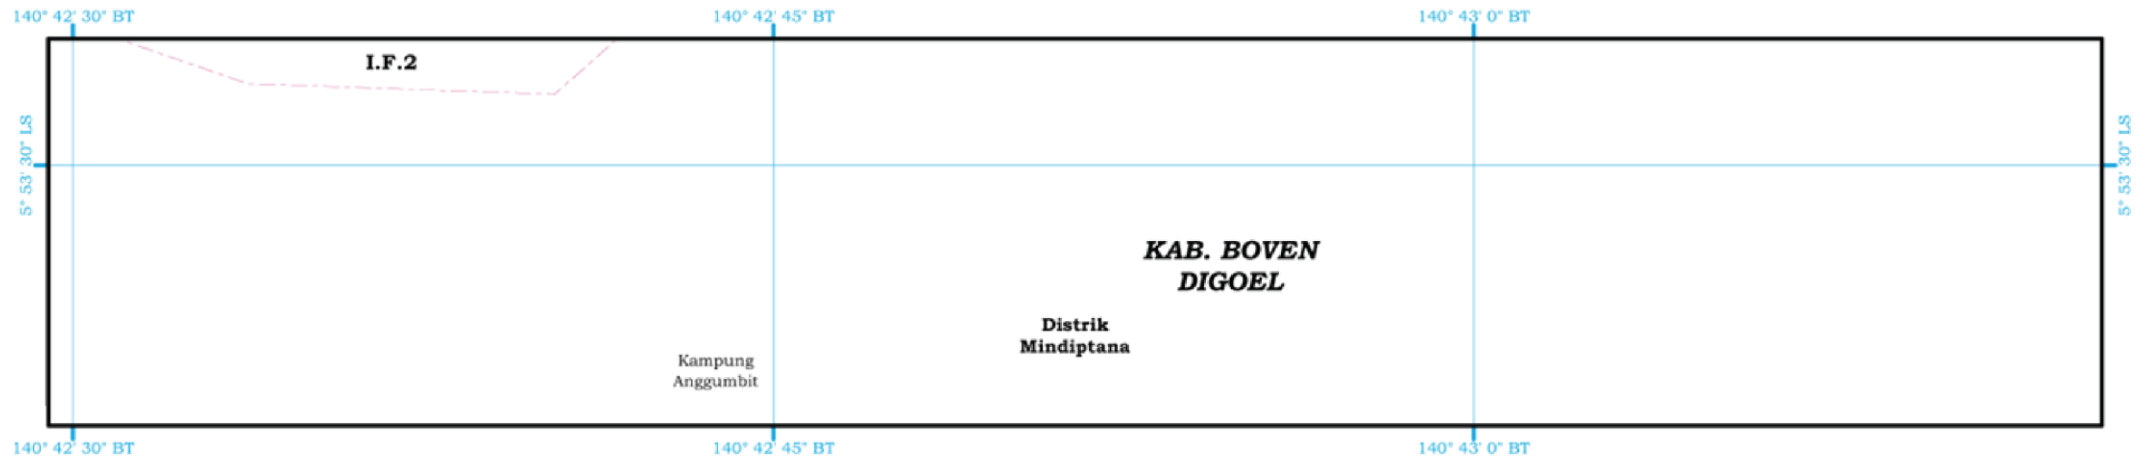 140° 42' 30" BT
140° 42' 45" BT
140° 43' 0" BT
I.F.2
5° 53' 30" LS
5° 53' 30" LS
KAB. BOVEN
DIGOEL
Distrik
Mindiptana
Kampung
Anggumbit
140° 42' 30" BT
140° 42' 45" BT
140° 43' 0" BT